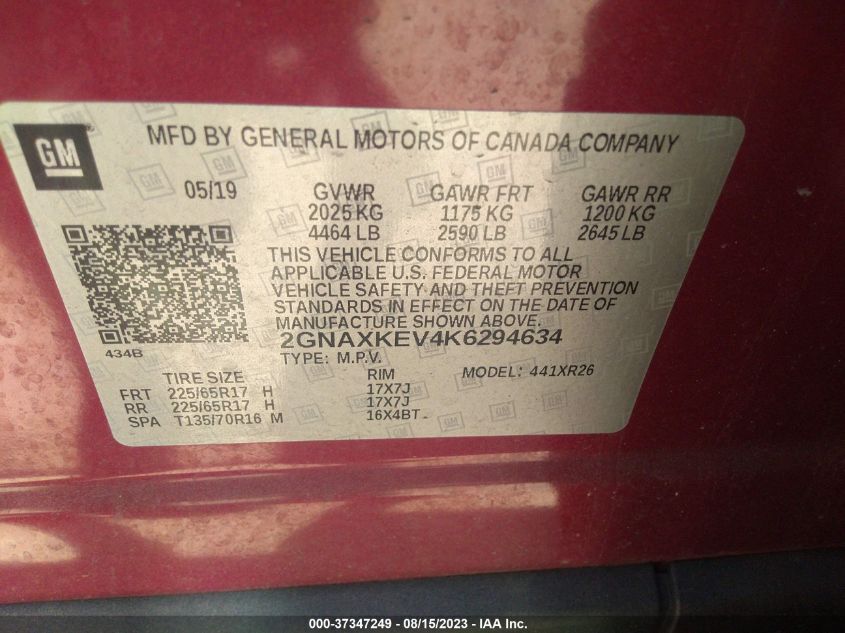 GM
MFD BY GENERAL MOTORS OF CANADA COMPANY
05/19 GVWR GAWR FRT GAWR RR
2025 KG 1175 KG 1200 KG
4464 LB 2590 LB 2645 LB
THIS VEHICLE CONFORMS TO ALL
APPLICABLE U.S. FEDERAL MOTOR
VEHICLE SAFETY AND THEFT PREVENTION
STANDARDS IN EFFECT ON THE DATE OF
MANUFACTURE SHOWN ABOVE.
2GNAXKEV4K6294634
434B
TYPE: M.P.V. MODEL: 441XR26
TIRE SIZE RIM
FRT 225/65R17 H 17X7J
RR 225/65R17 H 17X7J
SPA T135/70R16 M 16X4BT
000-37347249 - 08/15/2023 - IAA Inc.